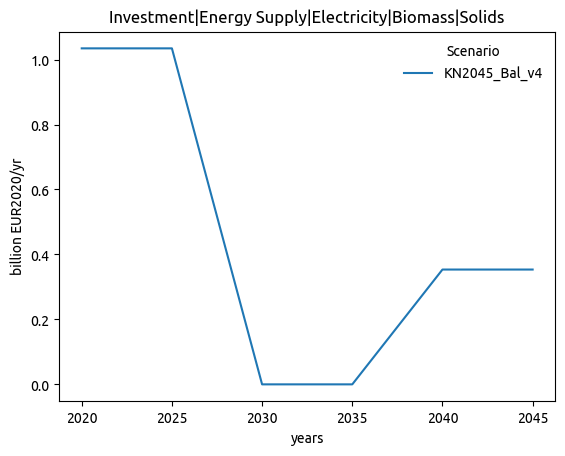 Investment|Energy Supply|Electricity|Biomass|Solids
Scenario
KN2045_Bal_v4
billion EUR2020/yr
1.0
0.8
0.6
0.4
0.2
0.0
2020 2025 2030 2035 2040 2045
years